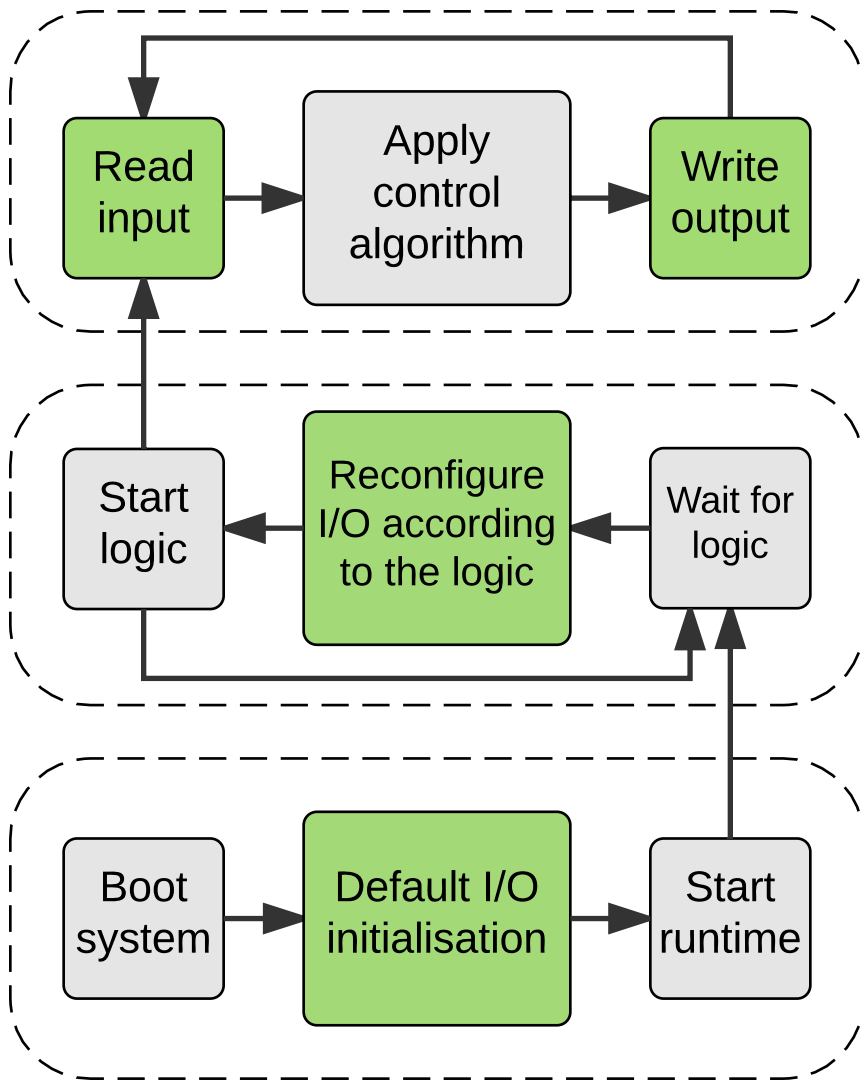 Read
input
Apply
control
algorithm
Write
output
Start
logic
Reconfigure
I/O according
to the logic
Wait for
logic
Boot
system
Default I/O
initialisation
Start
runtime